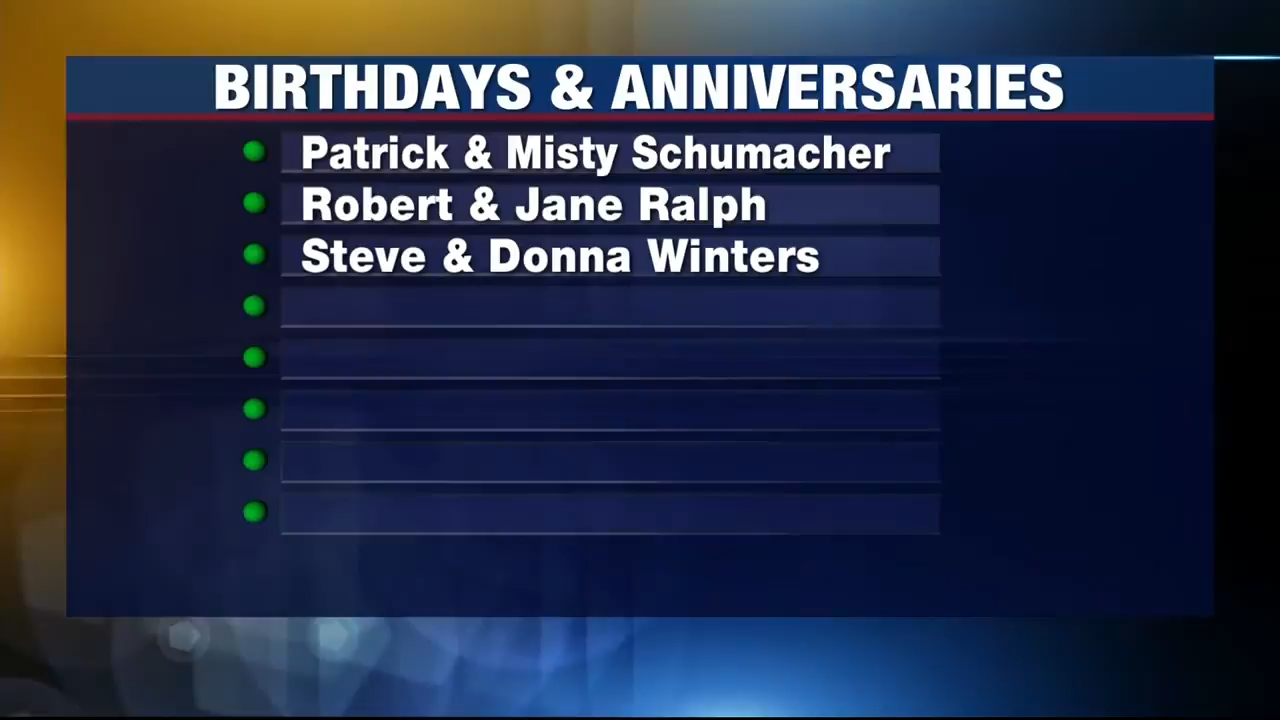 BIRTHDAYS & ANNIVERSARIES
Patrick & Misty Schumacher
Robert & Jane Ralph
Steve & Donna Winters